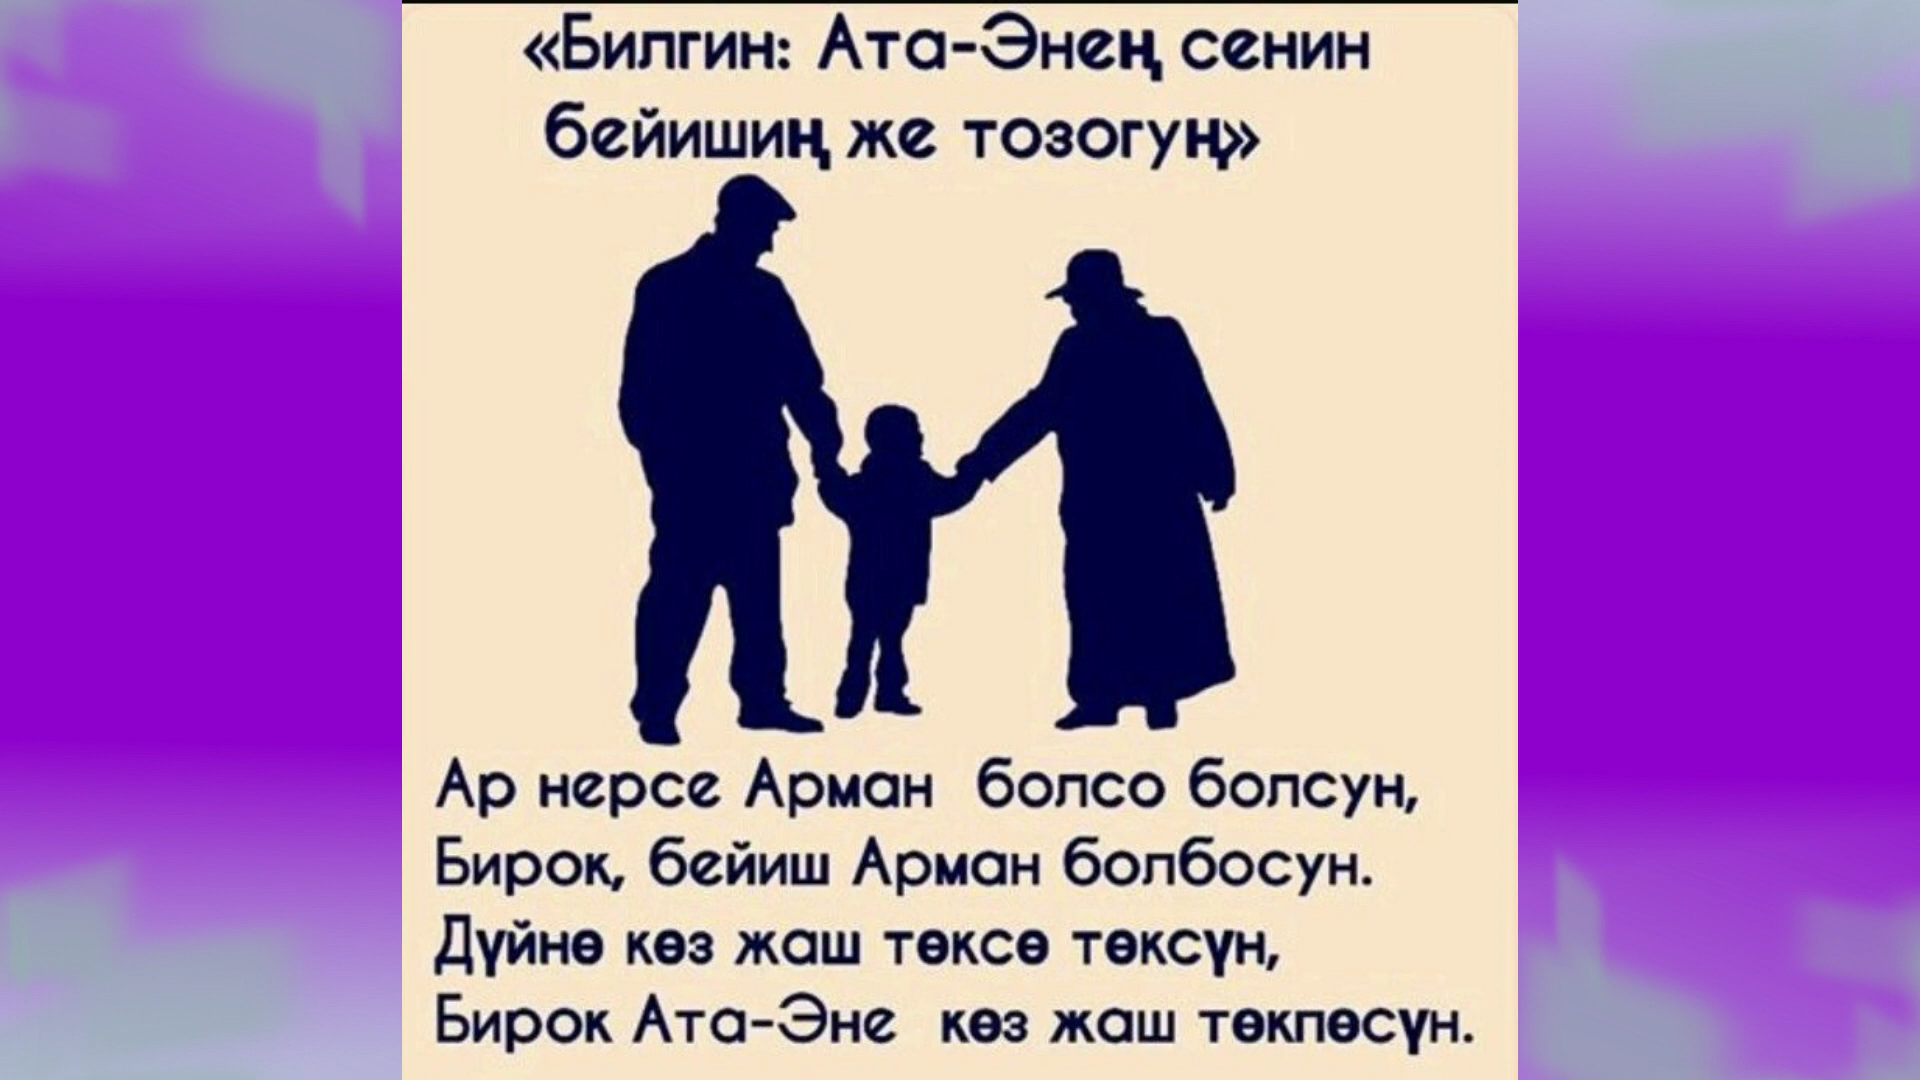 «Билгин: Ата-Энең сенин
бейишиң же тозогуң»
Ар нерсе Арман болсо болсун,
Бирок, бейиш Арман болбосун.
Дүйнө көз жаш төксө төксүн,
Бирок Ата-Эне көз жаш төкпөсүн.